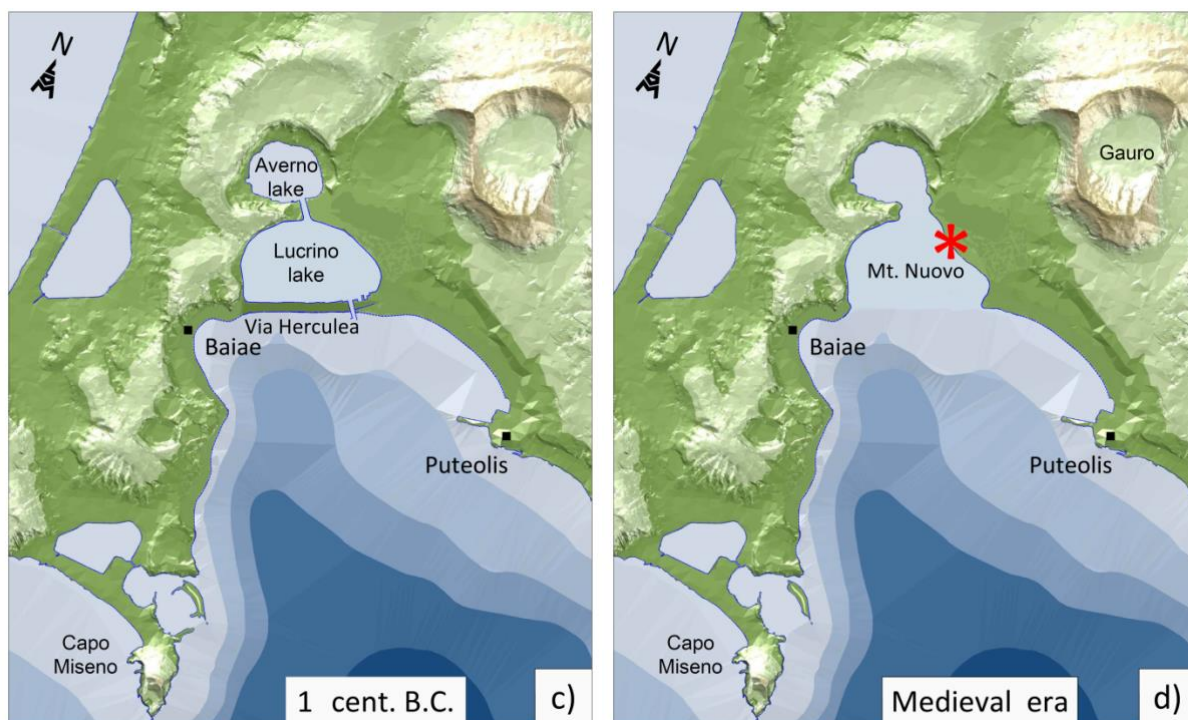 N
Averno
lake
Lucrino
lake
Via Herculea
Baiae
Puteolis
Capo
Miseno
1 cent. B.C.
c)
N
Gauro
Mt. Nuovo
Baiae
Puteolis
Capo
Miseno
Medieval era
d)